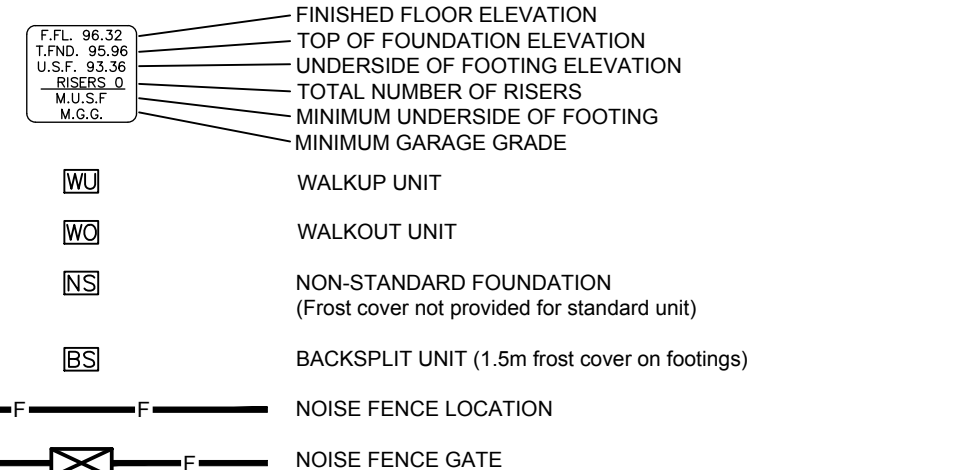 F.FL. 96.32
T.FND. 95.96
U.S.F. 93.36
RISERS 0
M.U.S.F
M.G.G.
FINISHED FLOOR ELEVATION
TOP OF FOUNDATION ELEVATION
UNDERSIDE OF FOOTING ELEVATION
TOTAL NUMBER OF RISERS
MINIMUM UNDERSIDE OF FOOTING
MINIMUM GARAGE GRADE
WU WALKUP UNIT
WO WALKOUT UNIT
NS NON-STANDARD FOUNDATION
(Frost cover not provided for standard unit)
BS BACKSPLIT UNIT (1.5m frost cover on footings)
F F NOISE FENCE LOCATION
F NOISE FENCE GATE